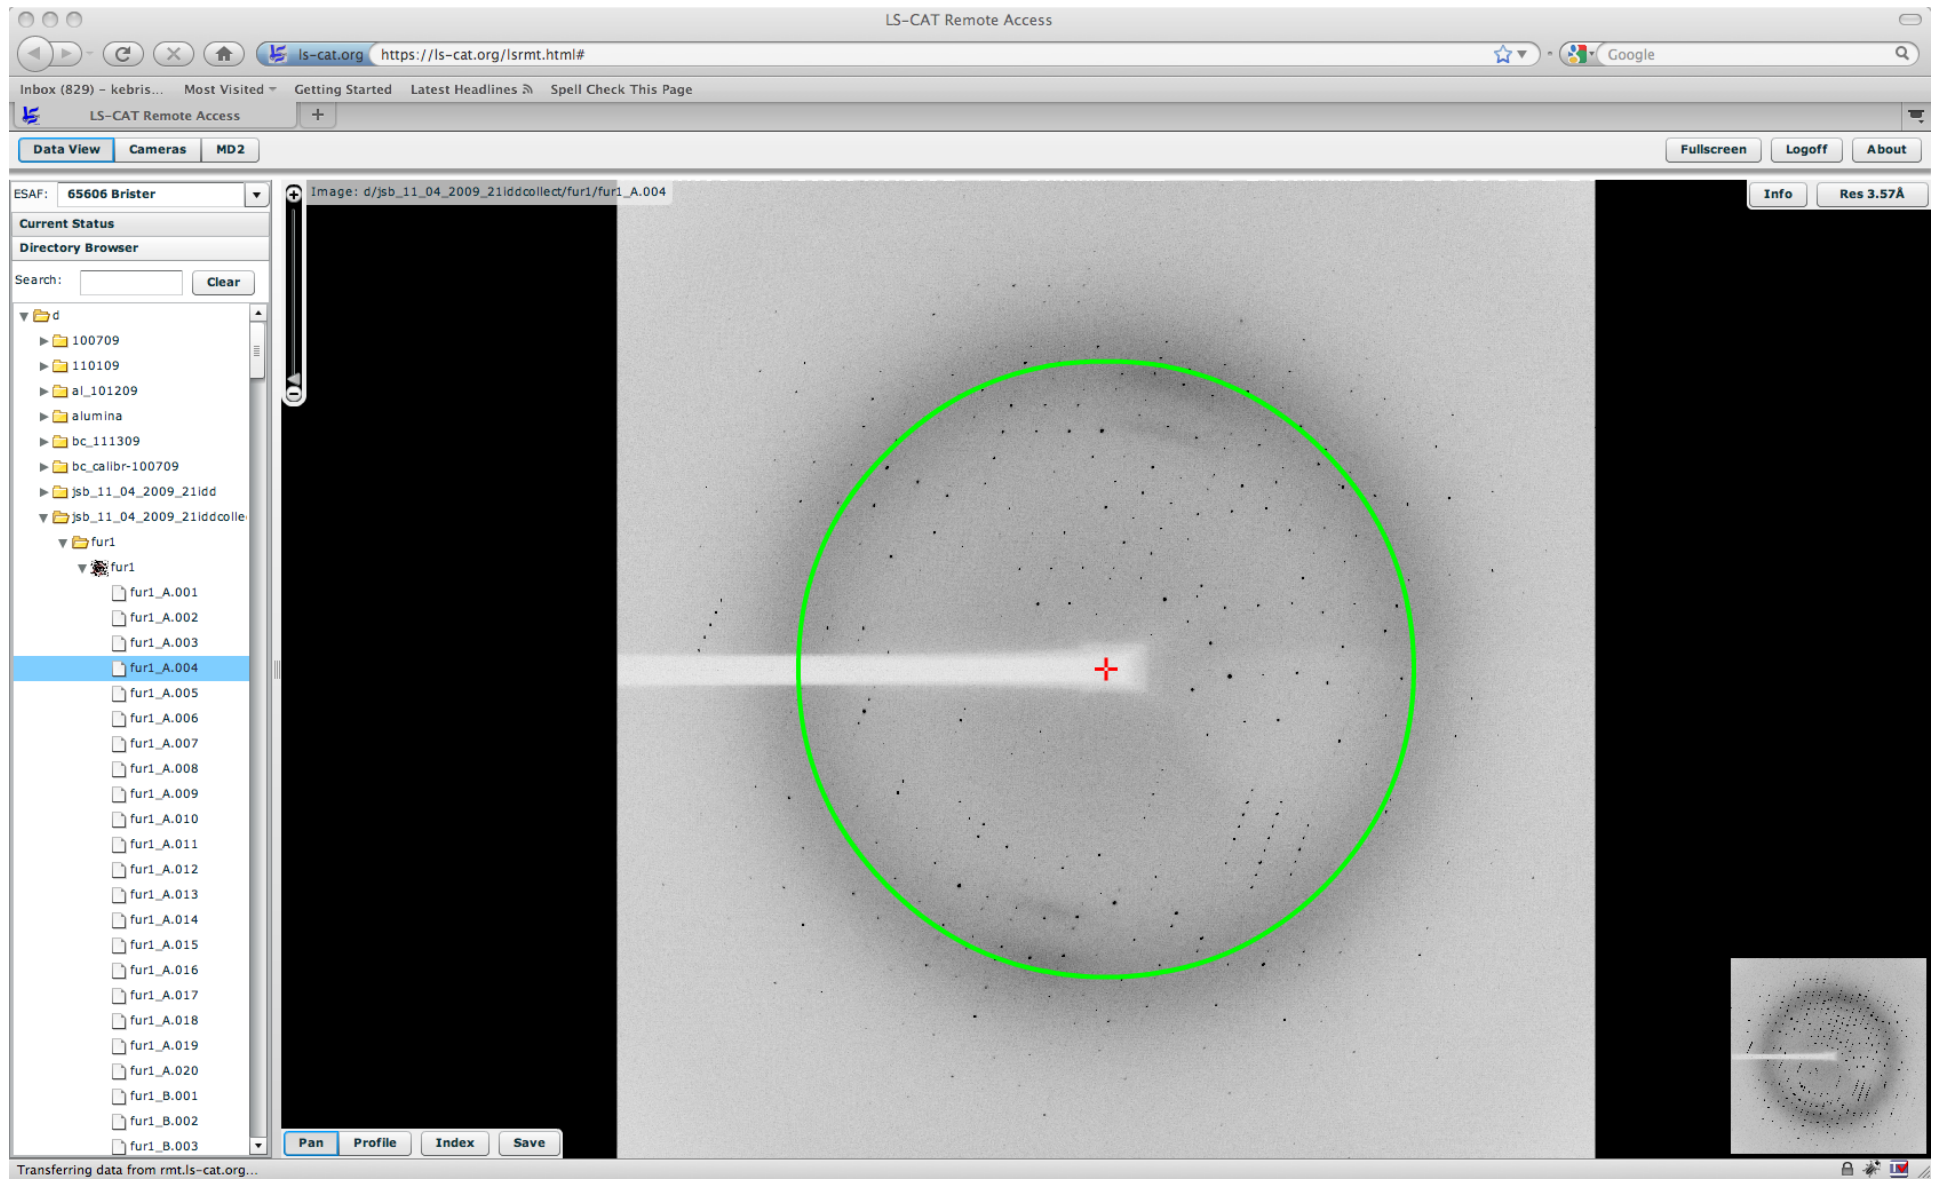 LS-CAT Remote Access
ls-cat.org https://ls-cat.org/lsrmt.html# Google
Inbox (829) – kebris... Most Visited Getting Started Latest Headlines Spell Check This Page
LS-CAT Remote Access +
Data View Cameras MD2 Fullscreen Logoff About
ESAF: 65606 Brister
Image: d/jsb_11_04_2009_21iddcollect/fur1/fur1_A.004
Info Res 3.57Å
Current Status
Directory Browser
Search: Clear
d
100709
110109
al_101209
alumina
bc_111309
bc_calibr-100709
jsb_11_04_2009_21idd
jsb_11_04_2009_21iddcolle
fur1
fur1
fur1_A.001
fur1_A.002
fur1_A.003
fur1_A.004
fur1_A.005
fur1_A.006
fur1_A.007
fur1_A.008
fur1_A.009
fur1_A.010
fur1_A.011
fur1_A.012
fur1_A.013
fur1_A.014
fur1_A.015
fur1_A.016
fur1_A.017
fur1_A.018
fur1_A.019
fur1_A.020
fur1_B.001
fur1_B.002
fur1_B.003
Pan Profile Index Save
Transferring data from rmt.ls-cat.org...